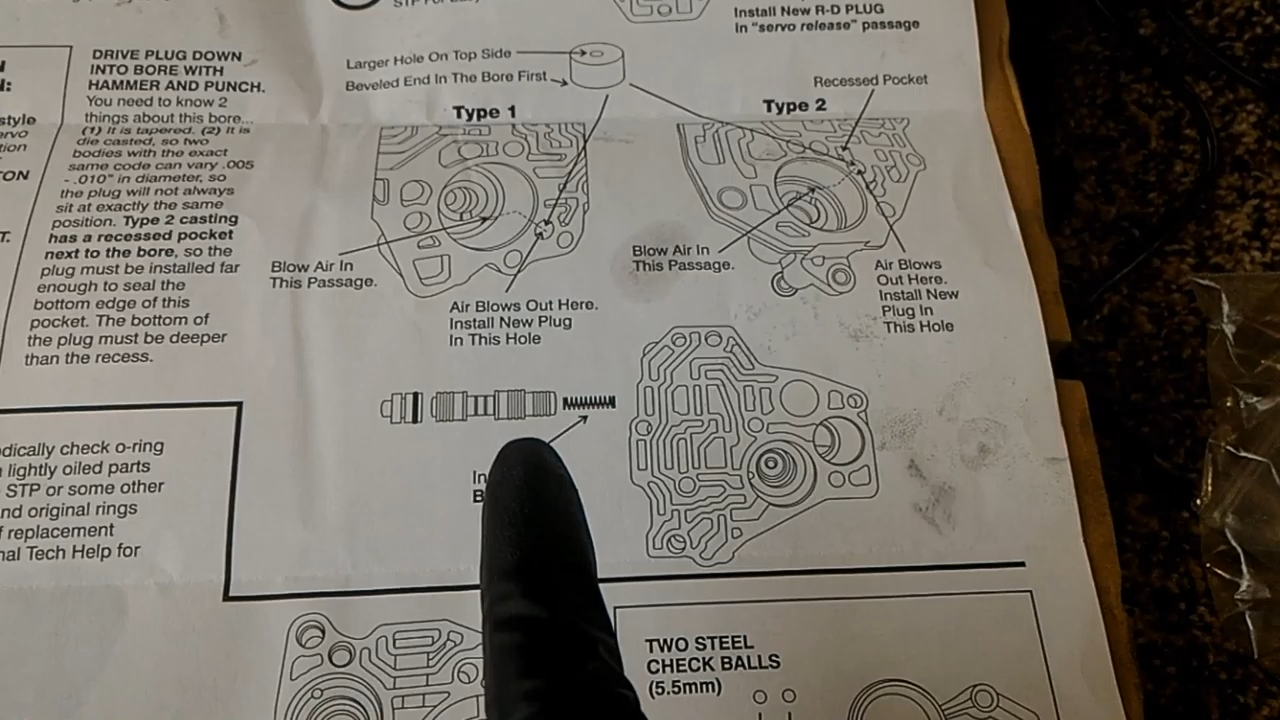 Install New R-D PLUG
In "servo release" passage
Larger Hole On Top Side
Beveled End In The Bore First
Type 1
Type 2
Recessed Pocket
DRIVE PLUG DOWN
INTO BORE WITH
HAMMER AND PUNCH.
You need to know 2
things about this bore...
(1) It is tapered. (2) It is
die casted, so two
bodies with the exact
same code can vary .005
- .010" in diameter, so
the plug will not always
sit at exactly the same
position. Type 2 casting
has a recessed pocket
next to the bore, so the
plug must be installed far
enough to seal the
bottom edge of this
pocket. The bottom of
the plug must be deeper
than the recess.
style
Blow Air In
This Passage.
Air Blows Out Here.
Install New Plug
In This Hole
Blow Air In
This Passage.
Air Blows
Out Here.
Install New
Plug In
This Hole
In
check o-ring
lightly oiled parts
STP or some other
original rings
replacement
Tech Help for
TWO STEEL
CHECK BALLS
(5.5mm)